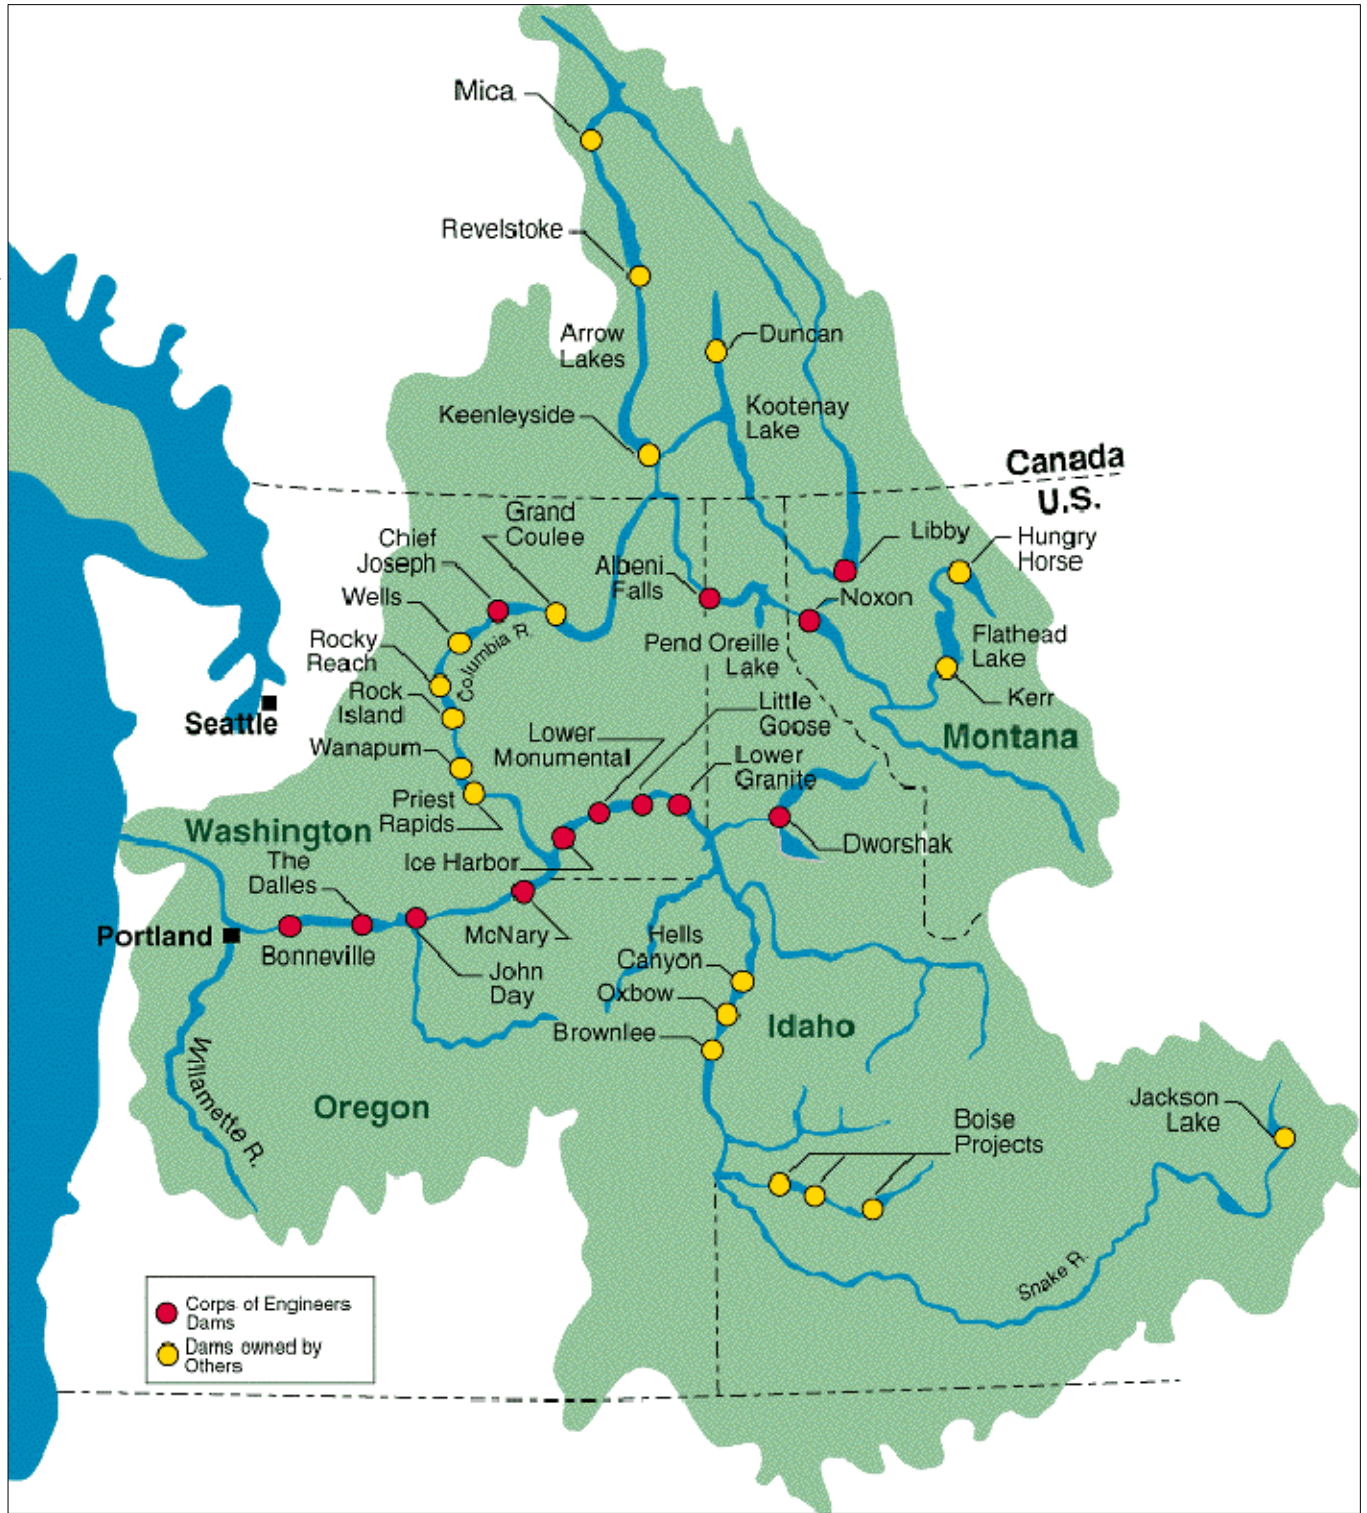 Mica
Revelstoke
Arrow
Lakes
Duncan
Keenleyside
Kootenay
Lake
Canada
U.S.
Grand
Coulee
Chief
Joseph
Libby
Hungry
Horse
Albeni
Falls
Wells
Noxon
Columbia R.
Rocky
Reach
Pend Oreille
Lake
Flathead
Lake
Kerr
Rock
Island
Little
Goose
Seattle
Lower
Monumental
Montana
Wanapum
Lower
Granite
Priest
Rapids
Washington
Ice Harbor
Dworshak
The
Dalles
Portland
Bonneville
McNary
Hells
Canyon
John
Day
Oxbow
Idaho
Brownlee
Willamette R.
Oregon
Boise
Projects
Jackson
Lake
Snake R.
Corps of Engineers
Dams
Dams owned by
Others